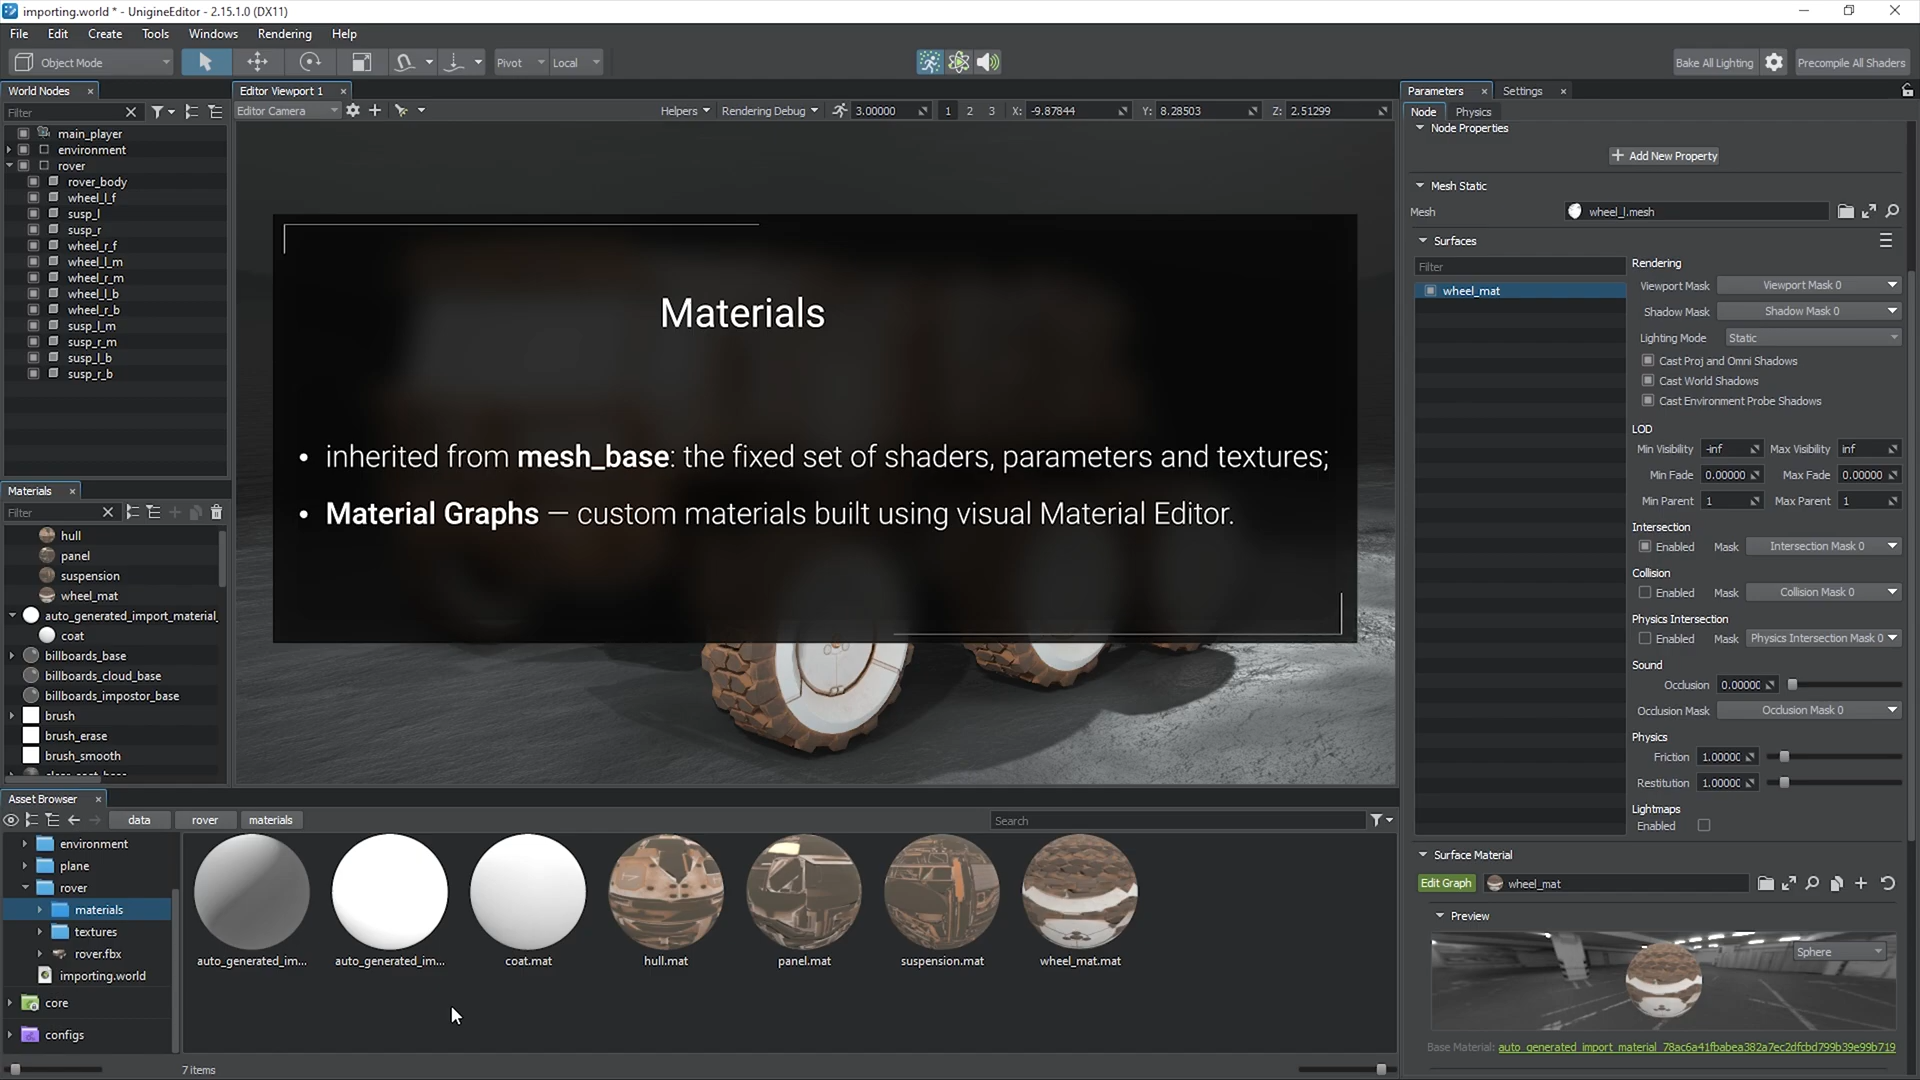 importing.world * - UnigineEditor - 2.15.1.0 (DX11)
File Edit Create Tools Windows Rendering Help
Object Mode Pivot Local Bake All Lighting Precompile All Shaders
World Nodes
Filter
main_player
environment
rover
rover_body
wheel_l_f
susp_l
susp_r
wheel_r_f
wheel_l_m
wheel_r_m
wheel_l_b
wheel_r_b
susp_l_m
susp_r_m
susp_l_b
susp_r_b
Materials
Filter
hull
panel
suspension
wheel_mat
auto_generated_import_material_
coat
billboards_base
billboards_cloud_base
billboards_impostor_base
brush
brush_erase
brush_smooth
Editor Viewport 1
Editor Camera Helpers Rendering Debug 3.00000 1 2 3 X: -9.87844 Y: 8.28503 Z: 2.51299
Materials
• inherited from mesh_base: the fixed set of shaders, parameters and textures;
• Material Graphs — custom materials built using visual Material Editor.
Asset Browser
data rover materials Search
environment
plane
rover
materials
textures
rover.fbx
importing.world
core
configs
auto_generated_im... auto_generated_im... coat.mat hull.mat panel.mat suspension.mat wheel_mat.mat
7 items
Parameters Settings
Node Physics
Node Properties
Add New Property
Mesh Static
Mesh wheel_l.mesh
Surfaces
Filter
wheel_mat
Rendering
Viewport Mask Viewport Mask 0
Shadow Mask Shadow Mask 0
Lighting Mode Static
Cast Proj and Omni Shadows
Cast World Shadows
Cast Environment Probe Shadows
LOD
Min Visibility -inf Max Visibility inf
Min Fade 0.00000 Max Fade 0.00000
Min Parent 1 Max Parent 1
Intersection
Enabled Mask Intersection Mask 0
Collision
Enabled Mask Collision Mask 0
Physics Intersection
Enabled Mask Physics Intersection Mask 0
Sound
Occlusion 0.0000
Occlusion Mask Occlusion Mask 0
Physics
Friction 1.0000
Restitution 1.0000
Lightmaps
Enabled
Surface Material
Edit Graph wheel_mat
Preview
Sphere
Base Material: auto_generated_import_material_78ac6a41fbabea382a7ec2dfcbd799b39e99b719